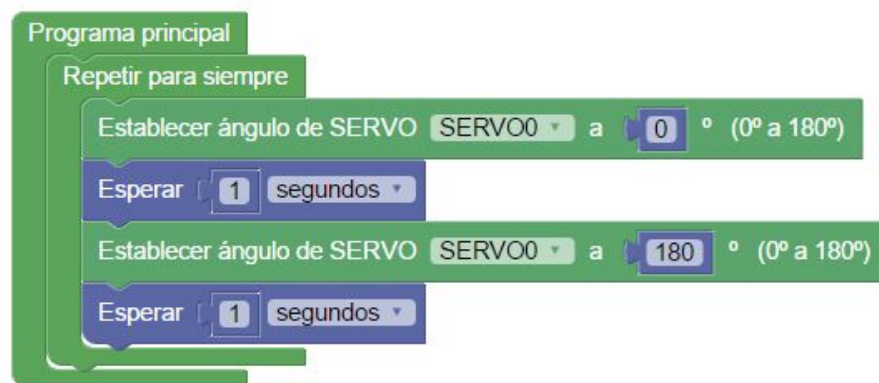 Programa principal
Repetir para siempre
Establecer ángulo de SERVO SERVO0 a 0 º (0º a 180º)
Esperar 1 segundos
Establecer ángulo de SERVO SERVO0 a 180 º (0º a 180º)
Esperar 1 segundos